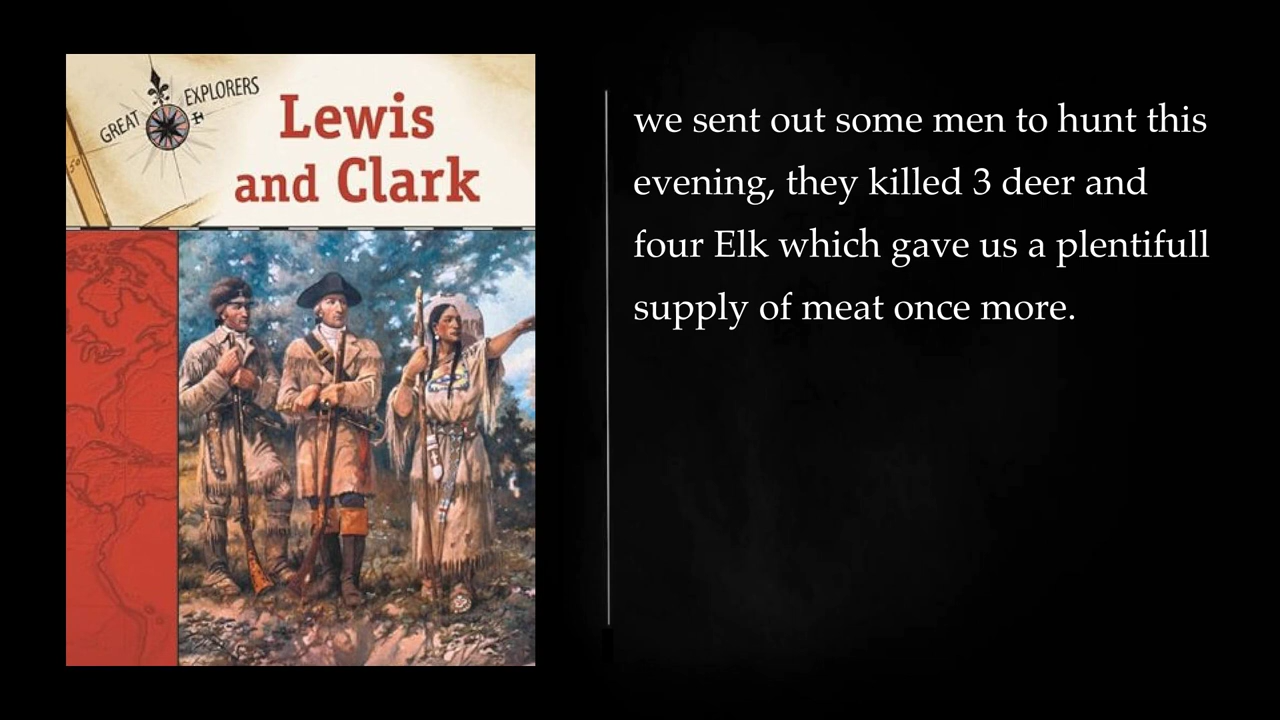 GREAT EXPLORERS
Lewis
and Clark
50
we sent out some men to hunt this
evening, they killed 3 deer and
four Elk which gave us a plentifull
supply of meat once more.